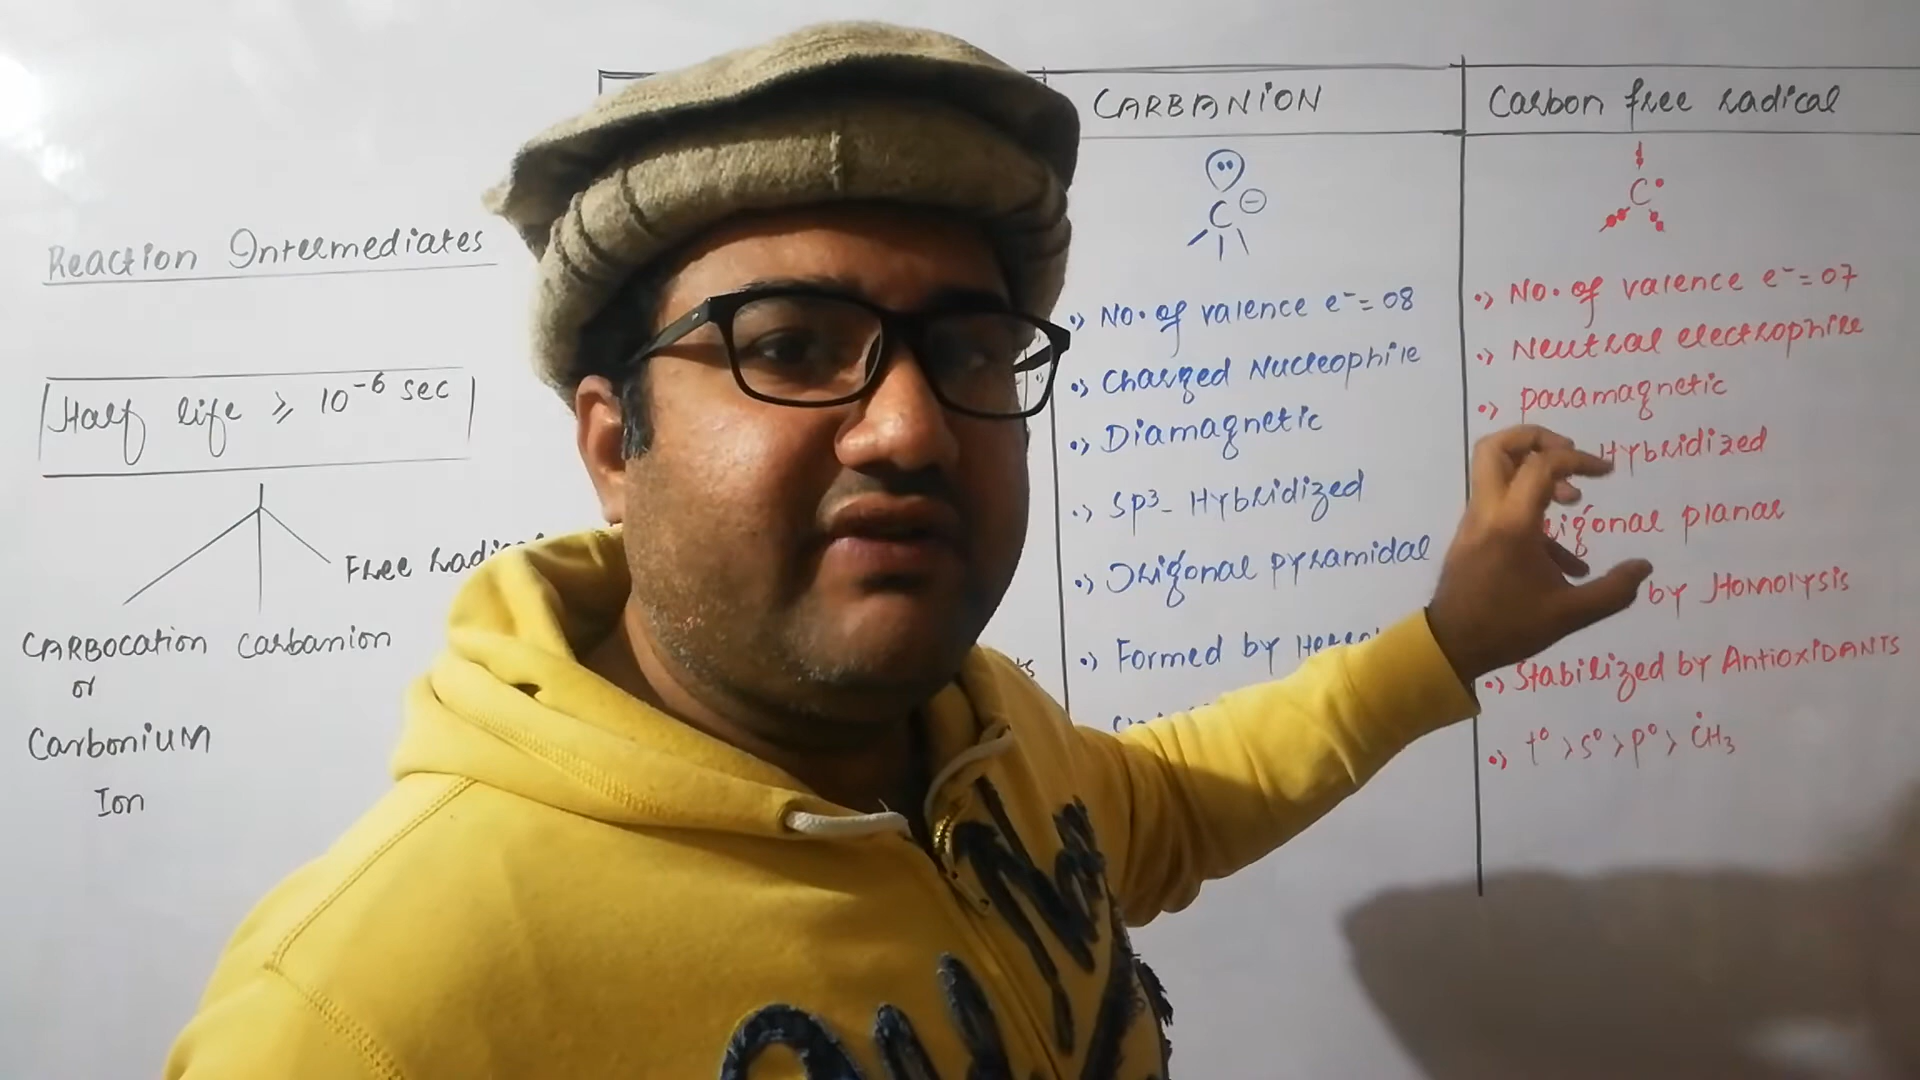 Reaction Intermediates
Half life ⩾ 10⁻⁶ sec
Free
CARBOCATION
or
Carbonium
Ion
Carbanion
CARBANION
C ⊖
•) No. of valence e⁻= 08
•) Charged Nucleophile
•) Diamagnetic
•) Sp³- Hybridized
•) Trigonal pyramidal
•) Formed by
Carbon free radical
C•
•) No. of valence e⁻= 07
•) Neutral electrophile
•) paramagnetic
Hybridized
planar
by Homolysis
•) Stabilized by Antioxidants
•) t° > s° > p° > ĊH₃